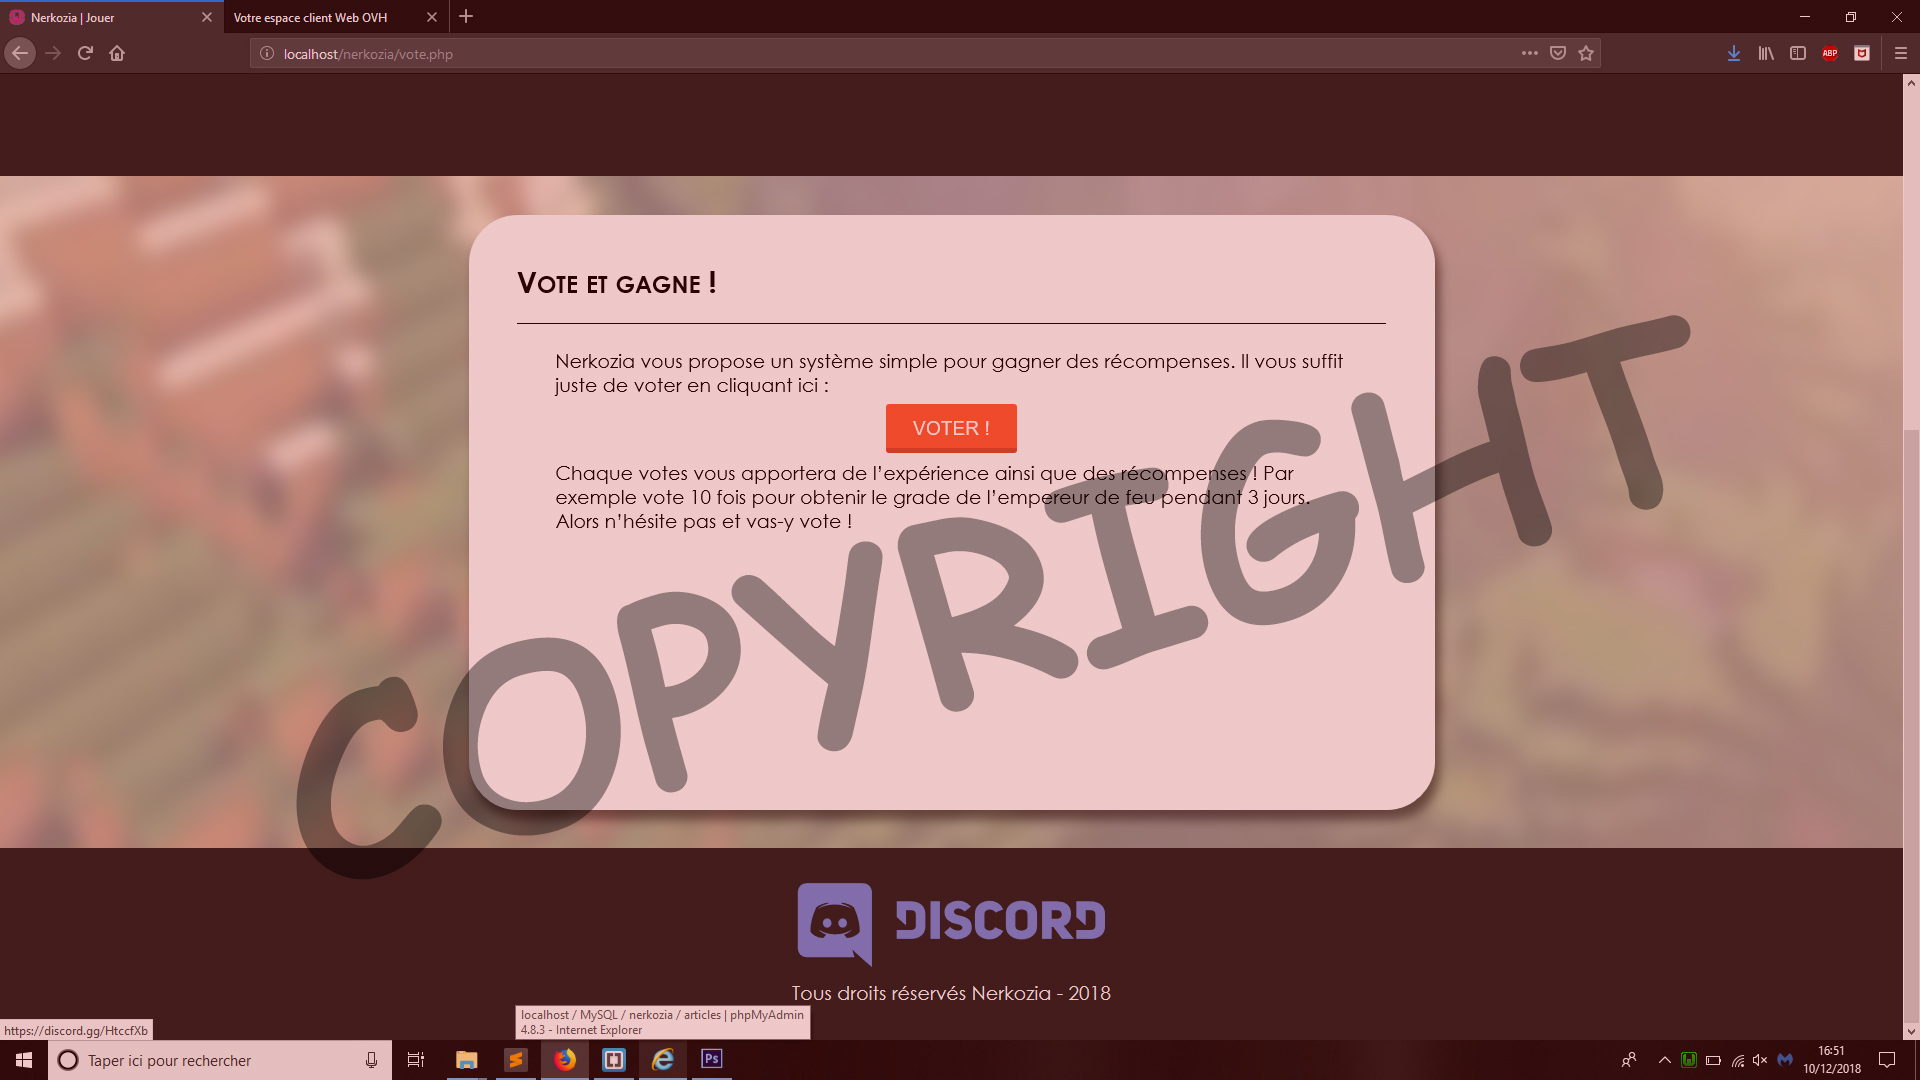 Nerkozia | Jouer
Votre espace client Web OVH
localhost/nerkozia/vote.php
ABP
Vote et gagne !
Nerkozia vous propose un système simple pour gagner des récompenses. Il vous suffit
juste de voter en cliquant ici :
VOTER !
Chaque votes vous apportera de l’expérience ainsi que des récompenses ! Par
exemple vote 10 fois pour obtenir le grade de l’empereur de feu pendant 3 jours.
Alors n’hésite pas et vas-y vote !
COPYRIGHT
DISCORD
Tous droits réservés Nerkozia - 2018
https://discord.gg/HtccfXb
localhost / MySQL / nerkozia / articles | phpMyAdmin
4.8.3 - Internet Explorer
Taper ici pour rechercher
Ps
16:51
10/12/2018